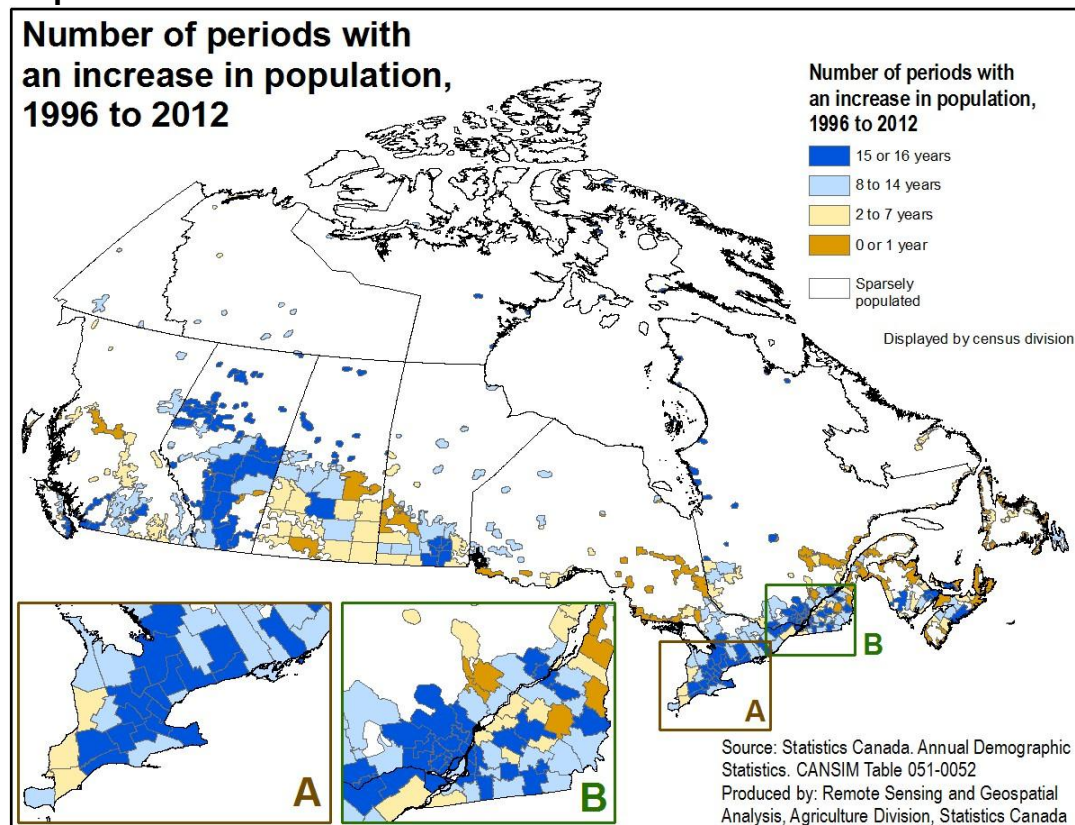 Number of periods with
an increase in population,
1996 to 2012
Number of periods with
an increase in population,
1996 to 2012
15 or 16 years
8 to 14 years
2 to 7 years
0 or 1 year
Sparsely
populated
Displayed by census division
B
A
A
B
Source: Statistics Canada. Annual Demographic
Statistics. CANSIM Table 051-0052
Produced by: Remote Sensing and Geospatial
Analysis, Agriculture Division, Statistics Canada